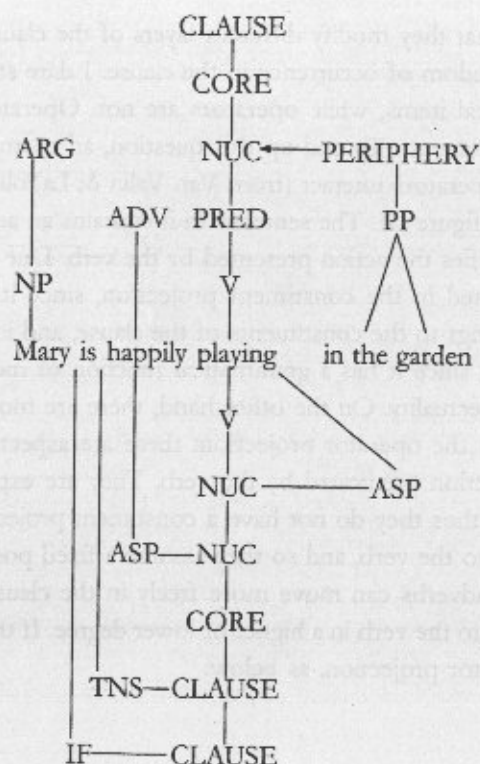 CLAUSE
CORE
ARG NUC PERIPHERY
ADV PRED PP
NP V
Mary is happily playing in the garden
V
NUC ASP
ASP NUC
CORE
TNS CLAUSE
IF CLAUSE